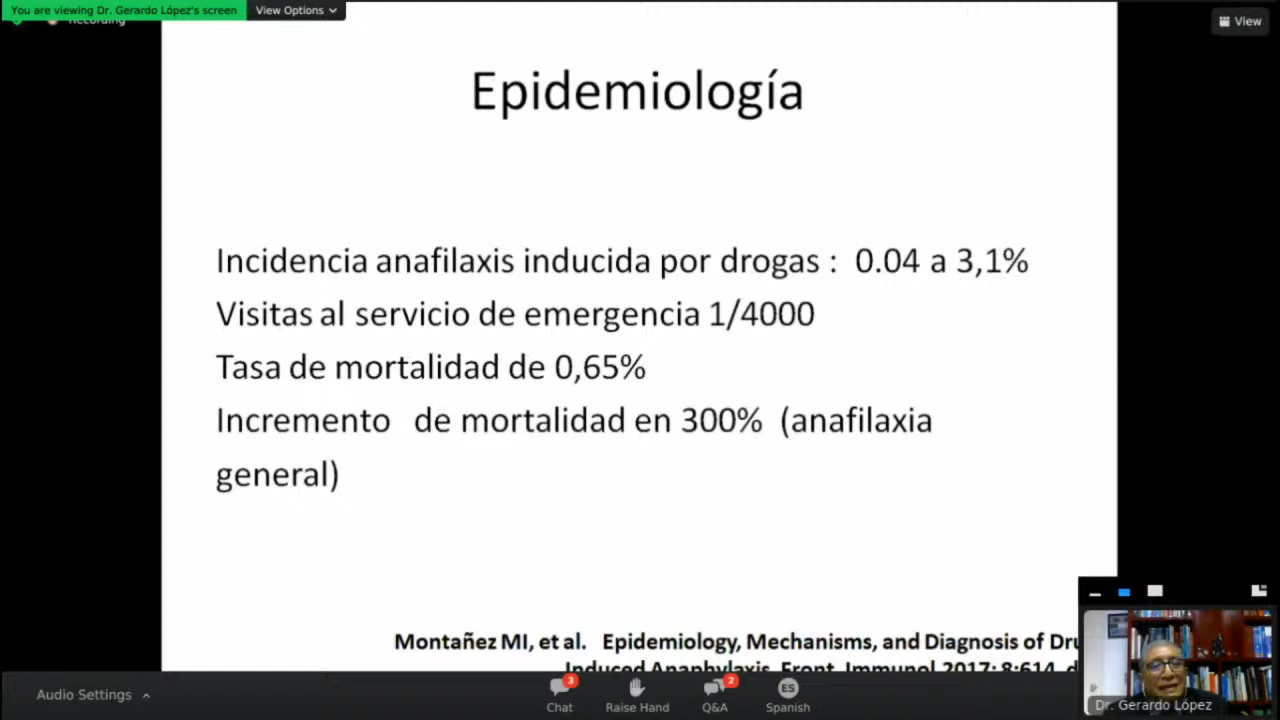 You are viewing Dr. Gerardo López's screen
View Options
Recording
View
Epidemiología
Incidencia anafilaxis inducida por drogas : 0.04 a 3,1%
Visitas al servicio de emergencia 1/4000
Tasa de mortalidad de 0,65%
Incremento de mortalidad en 300% (anafilaxia
general)
Montañez MI, et al. Epidemiology, Mechanisms, and Diagnosis of Dru
Induced Anaphylaxis. Front. Immunol 2017; 8:614. d
Audio Settings
3
Chat
Raise Hand
2
Q&A
ES
Spanish
Dr. Gerardo López